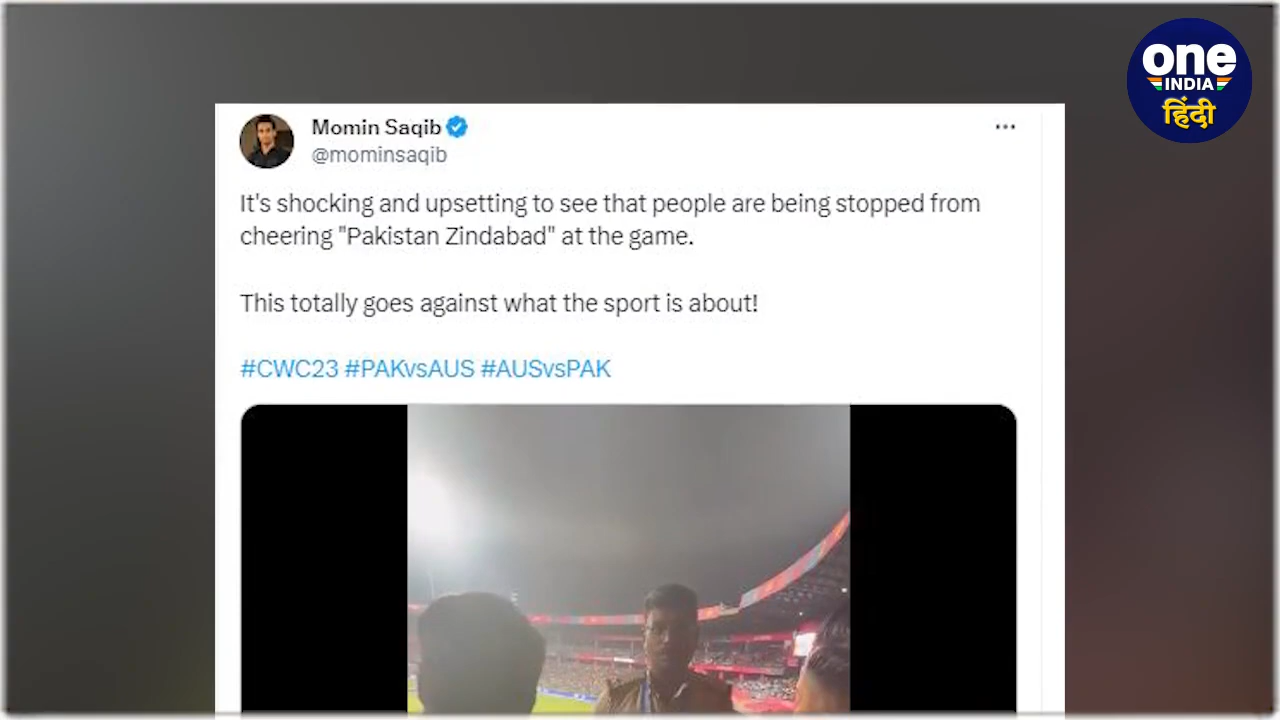 one
INDIA
हिंदी
Momin Saqib
@mominsaqib
It's shocking and upsetting to see that people are being stopped from
cheering "Pakistan Zindabad" at the game.
This totally goes against what the sport is about!
#CWC23 #PAKvsAUS #AUSvsPAK